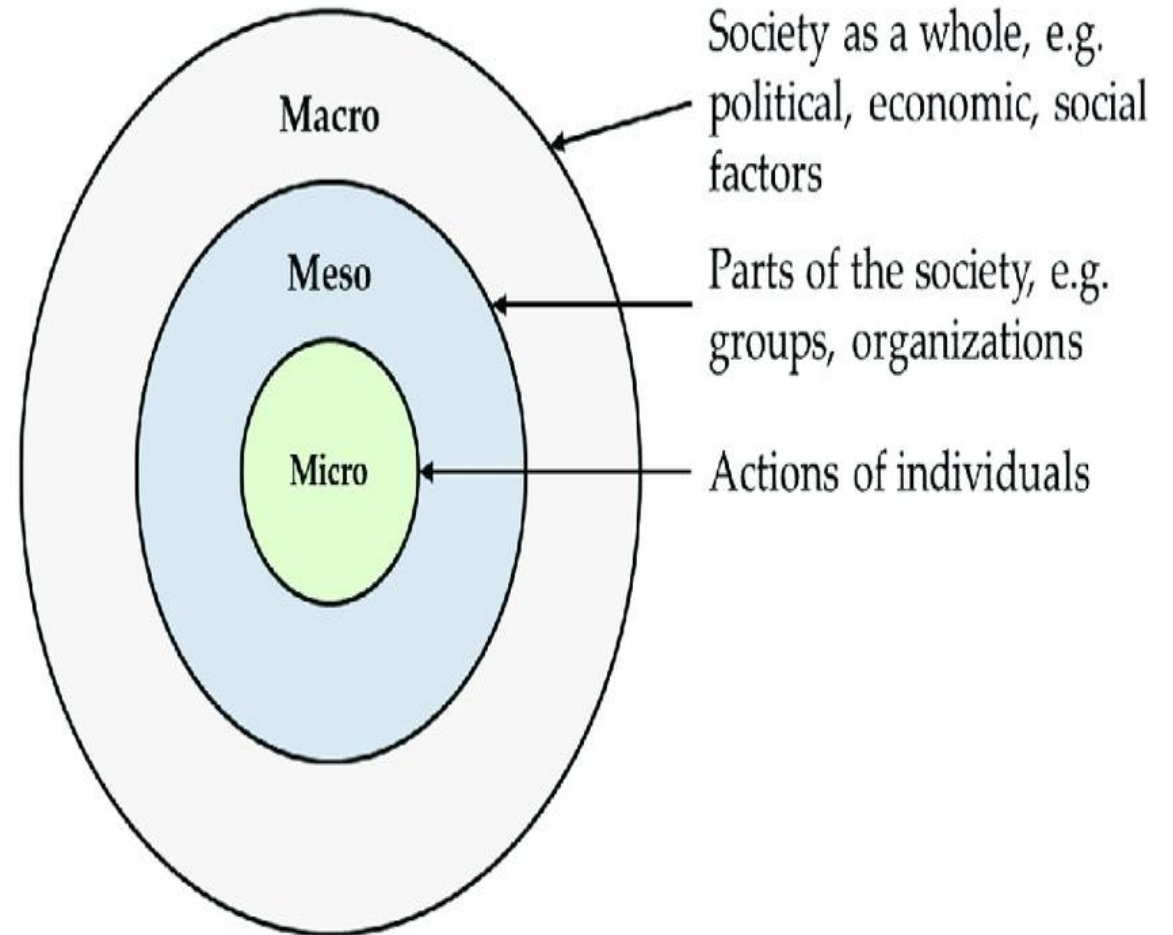 Macro
Society as a whole, e.g.
political, economic, social
factors
Meso
Parts of the society, e.g.
groups, organizations
Micro
Actions of individuals